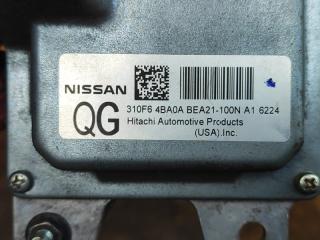 NISSAN
QG 310F6 4BA0A BEA21-100N A1 6224
Hitachi Automotive Products
(USA).Inc.